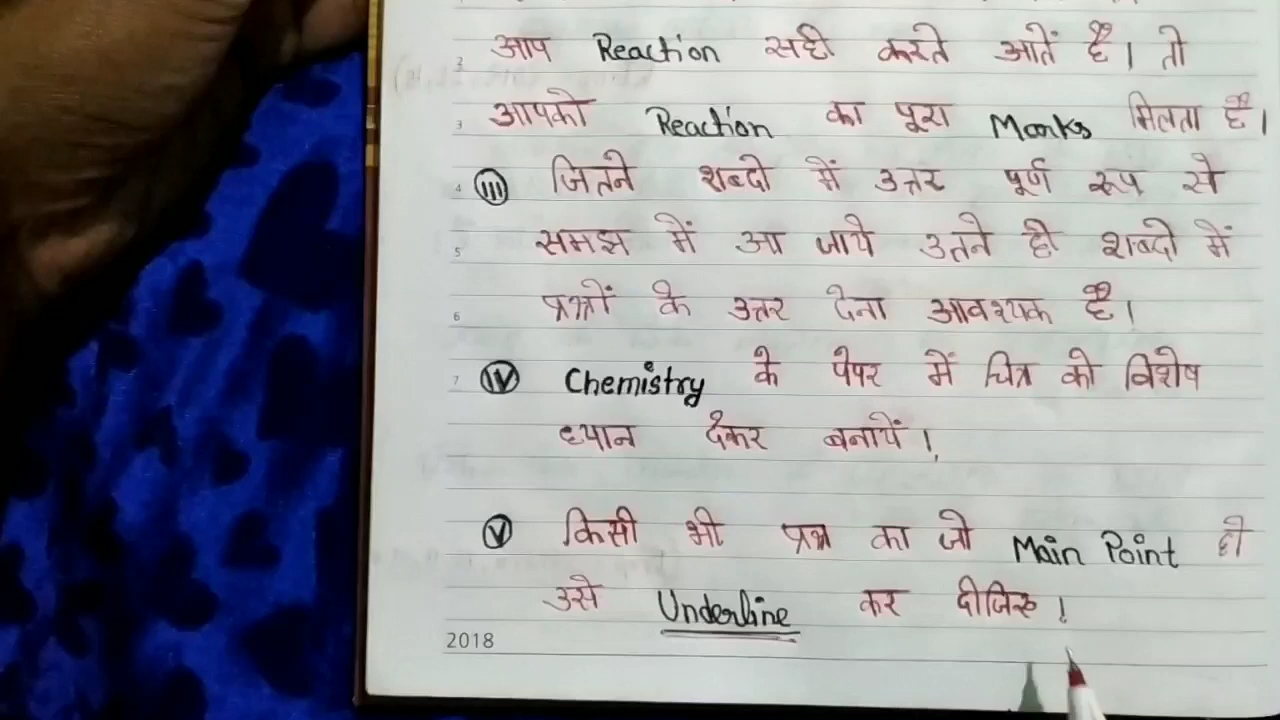 आप Reaction सही करते आतें है। तो
आपको Reaction का पूरा Marks मिलता है।
(III) जितने शब्दो में उत्तर पूर्ण रूप से
समझ में आ जाये उतने ही शब्दो में
प्रश्नों के उत्तर देना आवश्यक है।
(IV) Chemistry के पेपर में चित्र को विशेष
ध्यान देकर बनायें।
(V) किसी भी प्रश्न का जो Main Point हो
उसे Underline कर दीजिए।
2018